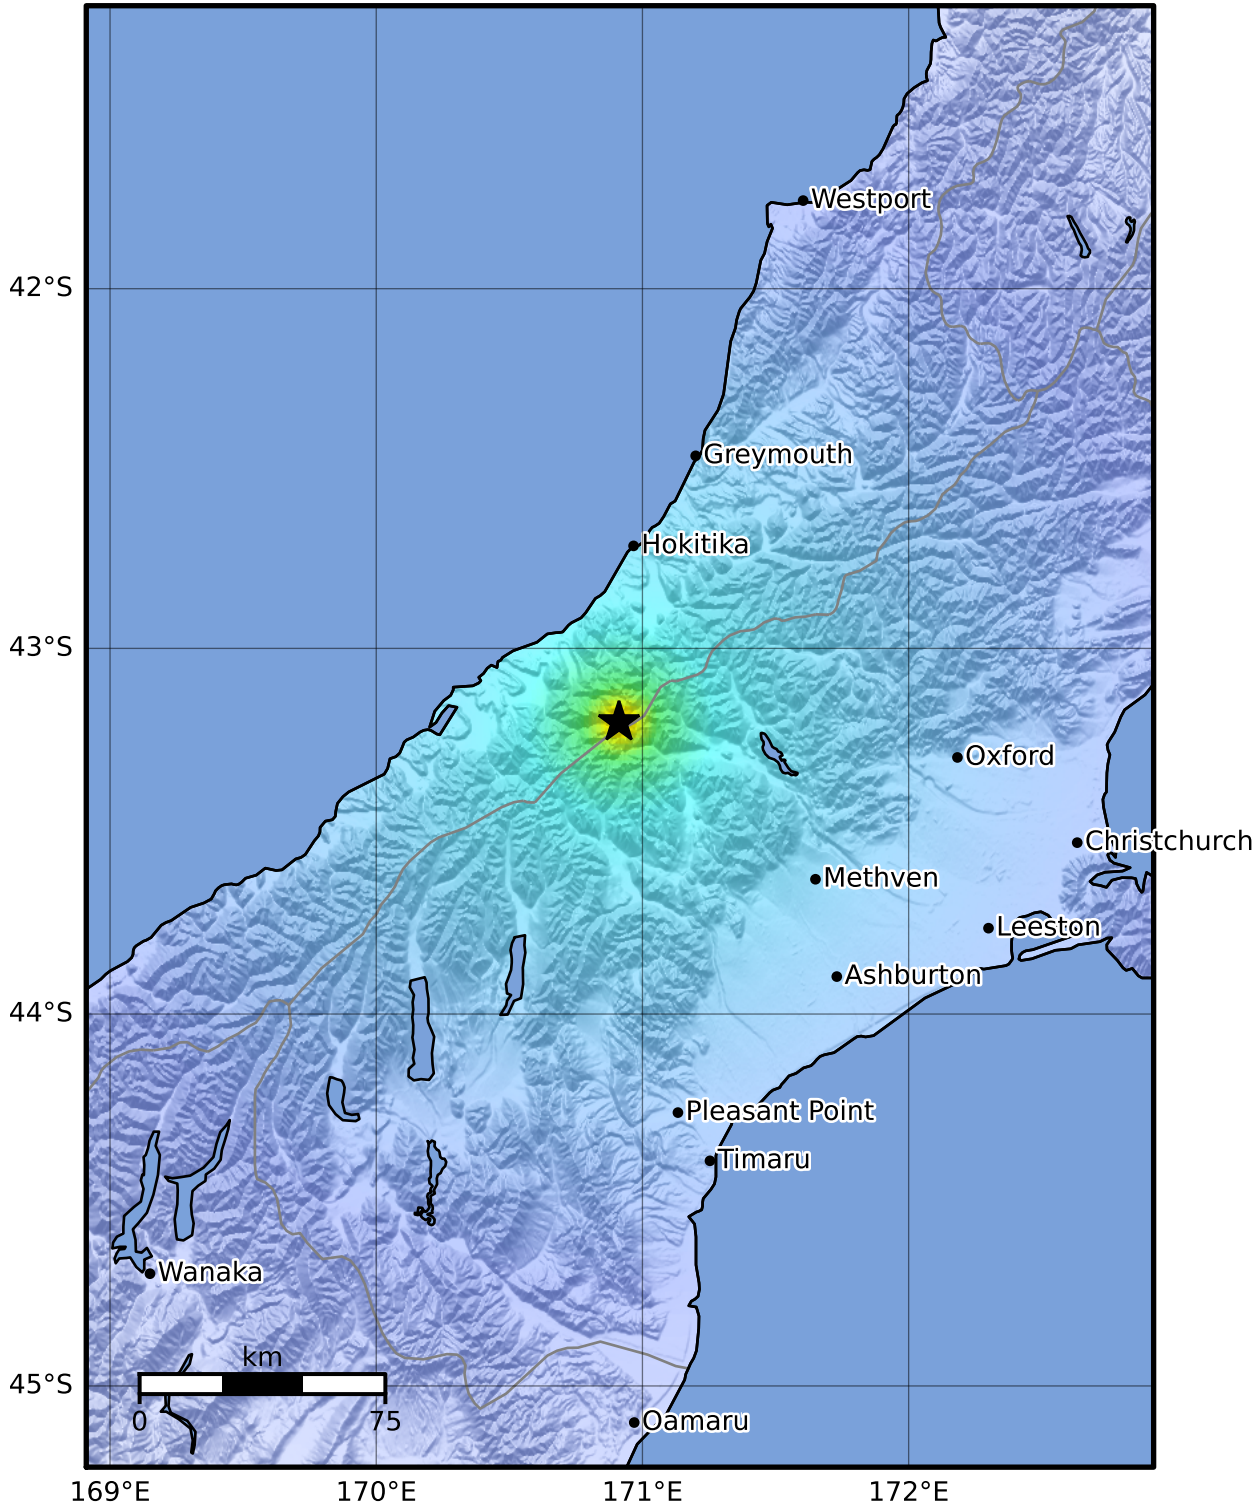 Westport
42°S
Greymouth
Hokitika
43°S
Oxford
Christchurch
Methven
Leeston
Ashburton
44°S
Pleasant Point
Timaru
Wanaka
km
45°S
0 75
Oamaru
169°E 170°E 171°E 172°E